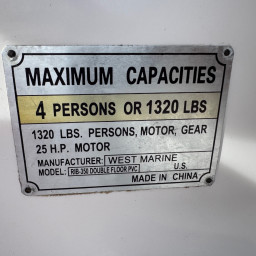 MAXIMUM CAPACITIES
4 PERSONS OR 1320 LBS
1320 LBS. PERSONS, MOTOR, GEAR
25 H.P. MOTOR
MANUFACTURER: WEST MARINE
U.S.
MODEL: RIB-350 DOUBLE FLOOR PVC
MADE IN CHINA